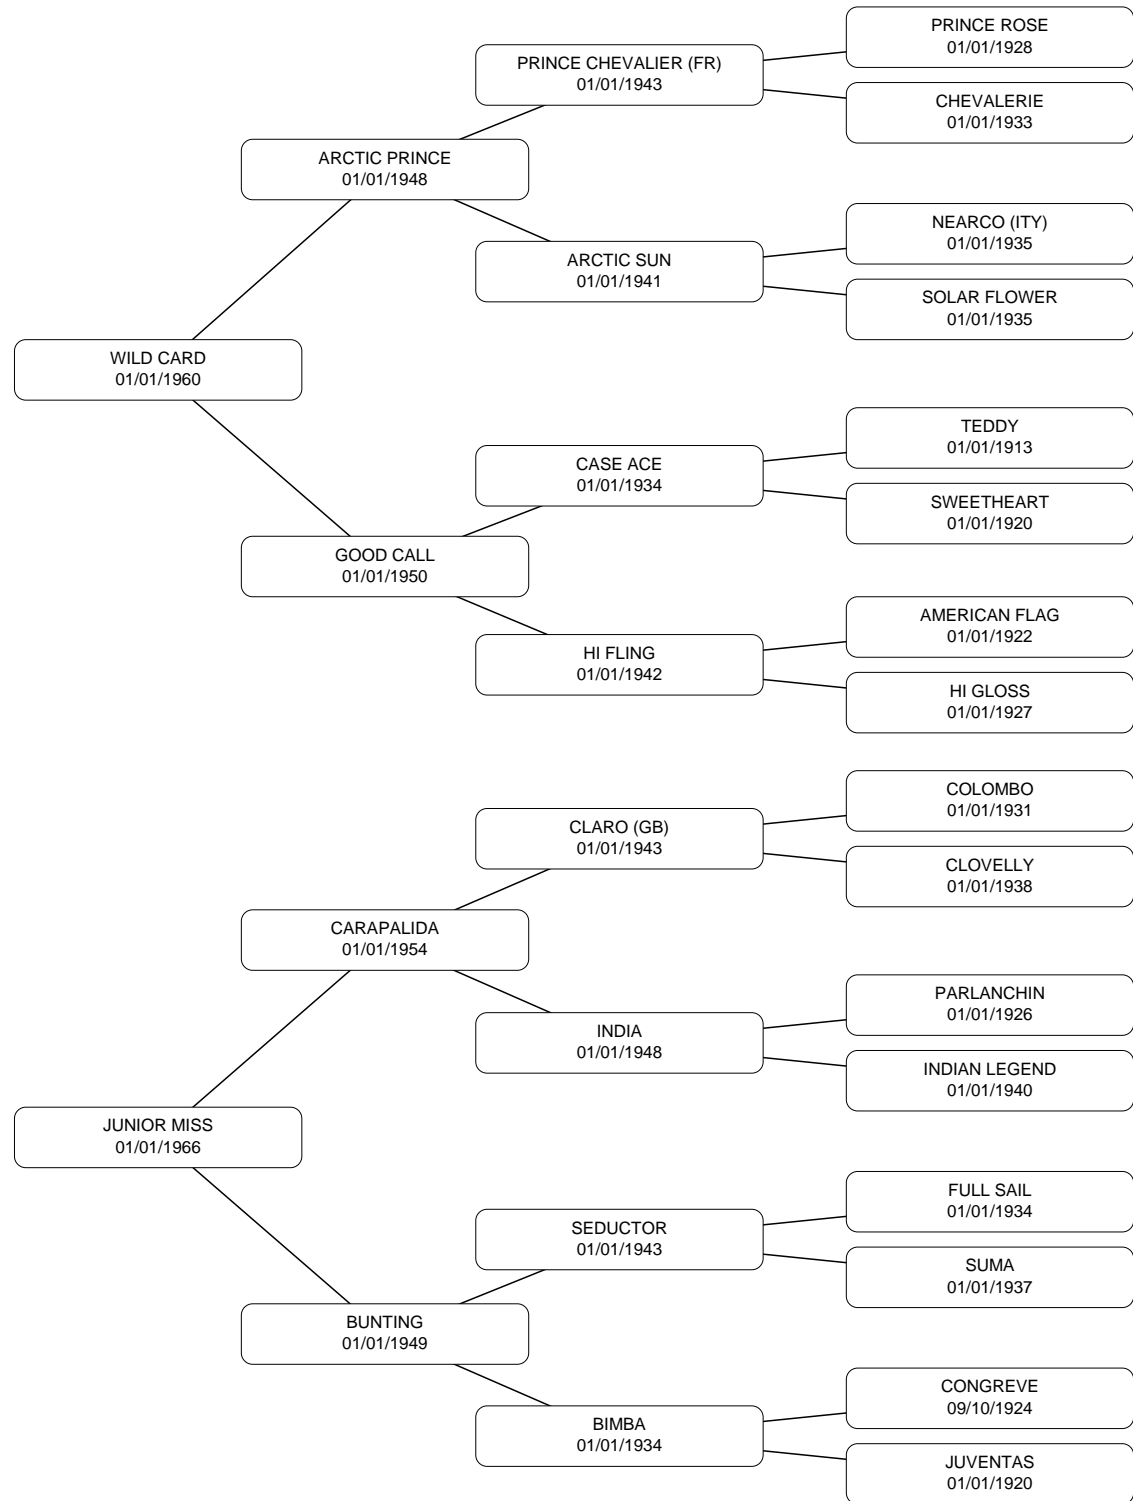 PRINCE ROSE
01/01/1928
PRINCE CHEVALIER (FR)
01/01/1943
CHEVALERIE
01/01/1933
ARCTIC PRINCE
01/01/1948
NEARCO (ITY)
01/01/1935
ARCTIC SUN
01/01/1941
SOLAR FLOWER
01/01/1935
WILD CARD
01/01/1960
TEDDY
01/01/1913
CASE ACE
01/01/1934
SWEETHEART
01/01/1920
GOOD CALL
01/01/1950
AMERICAN FLAG
01/01/1922
HI FLING
01/01/1942
HI GLOSS
01/01/1927
COLOMBO
01/01/1931
CLARO (GB)
01/01/1943
CLOVELLY
01/01/1938
CARAPALIDA
01/01/1954
PARLANCHIN
01/01/1926
INDIA
01/01/1948
INDIAN LEGEND
01/01/1940
JUNIOR MISS
01/01/1966
FULL SAIL
01/01/1934
SEDUCTOR
01/01/1943
SUMA
01/01/1937
BUNTING
01/01/1949
CONGREVE
09/10/1924
BIMBA
01/01/1934
JUVENTAS
01/01/1920